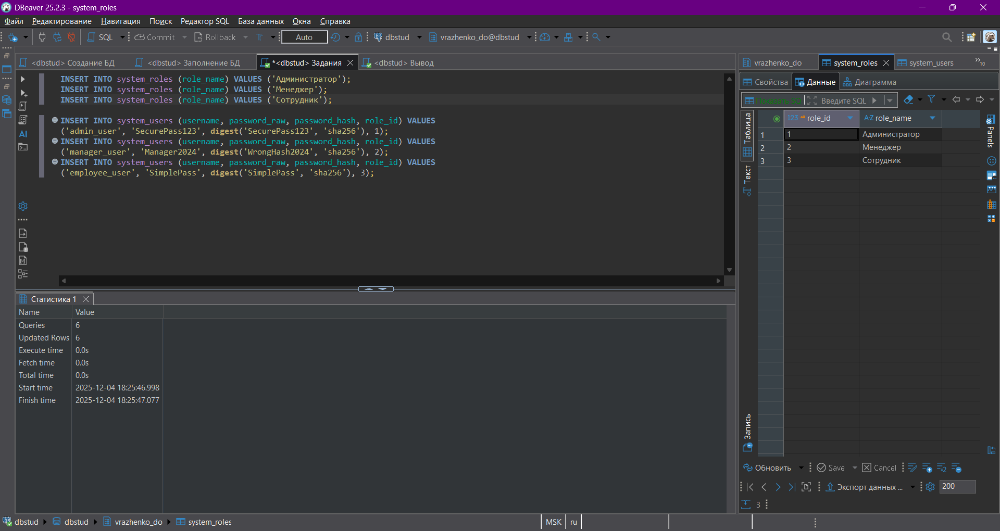 DBeaver 25.2.3 - system_roles
Файл Редактирование Навигация Поиск Редактор SQL База данных Окна Справка
SQL Commit Rollback T Auto dbstud vrazhenko_do@dbstud
<dbstud> Создание БД <dbstud> Заполнение БД *<dbstud> Задания <dbstud> Вывод
INSERT INTO system_roles (role_name) VALUES ('Администратор');
INSERT INTO system_roles (role_name) VALUES ('Менеджер');
INSERT INTO system_roles (role_name) VALUES ('Сотрудник');
INSERT INTO system_users (username, password_raw, password_hash, role_id) VALUES
('admin_user', 'SecurePass123', digest('SecurePass123', 'sha256'), 1);
INSERT INTO system_users (username, password_raw, password_hash, role_id) VALUES
('manager_user', 'Manager2024', digest('WrongHash2024', 'sha256'), 2);
INSERT INTO system_users (username, password_raw, password_hash, role_id) VALUES
('employee_user', 'SimplePass', digest('SimplePass', 'sha256'), 3);
AI
Статистика 1
Name Value
Queries 6
Updated Rows 6
Execute time 0.0s
Fetch time 0.0s
Total time 0.0s
Start time 2025-12-04 18:25:46.998
Finish time 2025-12-04 18:25:47.077
vrazhenko_do system_roles system_users »10
Свойства Данные Диаграмма
Показать SQ Введите SQL
Таблица
Текст
Запись
Panels
123 role_id A-Z role_name
1 1 Администратор
2 2 Менеджер
3 3 Сотрудник
Обновить Save Cancel
Экспорт данных ... 200
3
dbstud dbstud vrazhenko_do system_roles MSK ru